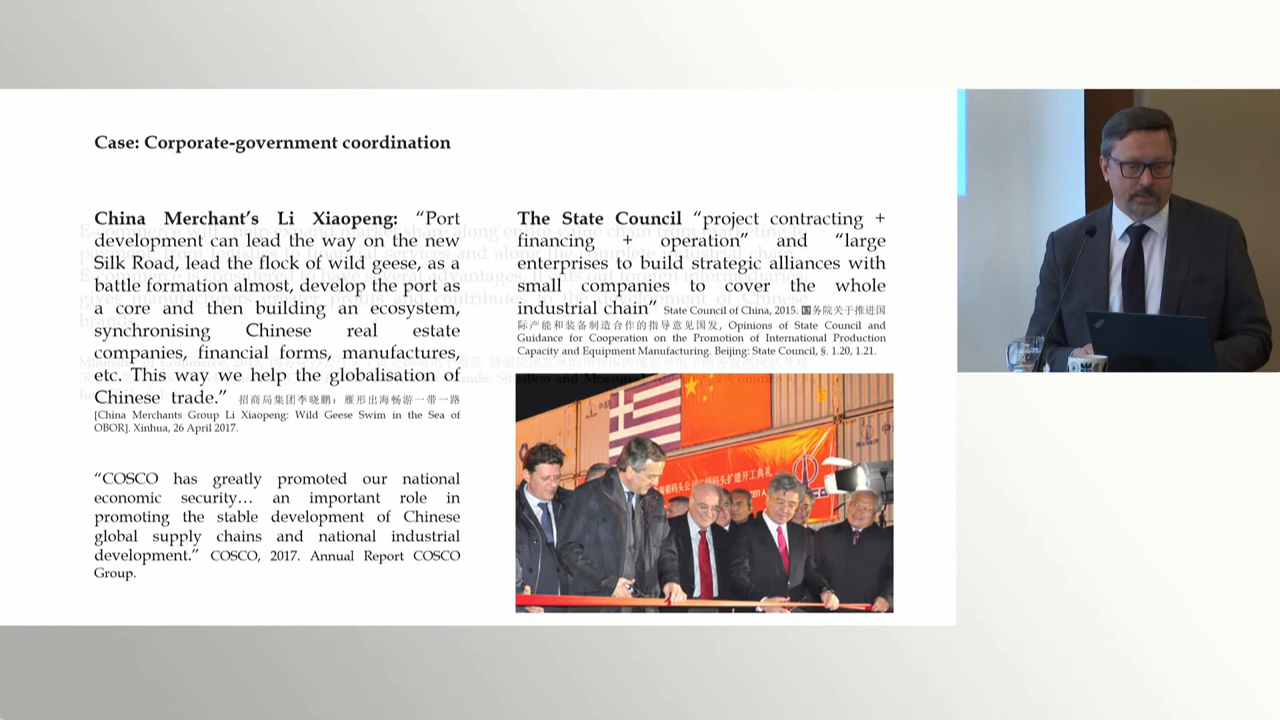 Case: Corporate-government coordination
China Merchant's Li Xiaopeng: “Port
development can lead the way on the new
Silk Road, lead the flock of wild geese, as a
battle formation almost, develop the port as
a core and then building an ecosystem,
synchronising Chinese real estate
companies, financial forms, manufactures,
etc. This way we help the globalisation of
Chinese trade.” 招商局集团李晓鹏：雁形出海畅游一带一路
[China Merchants Group Li Xiaopeng: Wild Geese Swim in the Sea of
OBOR]. Xinhua, 26 April 2017.
“COSCO has greatly promoted our national
economic security… an important role in
promoting the stable development of Chinese
global supply chains and national industrial
development.” COSCO, 2017. Annual Report COSCO
Group.
The State Council “project contracting +
financing + operation” and “large
enterprises to build strategic alliances with
small companies to cover the whole
industrial chain” State Council of China, 2015. 国务院关于推进国
际产能和装备制造合作的指导意见国发, Opinions of State Council and
Guidance for Cooperation on the Promotion of International Production
Capacity and Equipment Manufacturing. Beijing: State Council, §. 1.20, 1.21.
码头扩建开工典礼